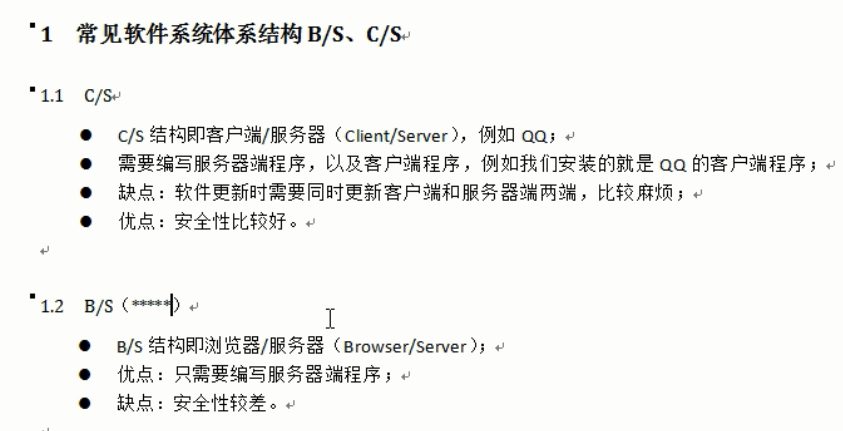 1 常见软件系统体系结构 B/S、C/S
1.1 C/S
● C/S 结构即客户端/服务器（Client/Server），例如 QQ；
● 需要编写服务器端程序，以及客户端程序，例如我们安装的就是 QQ 的客户端程序；
● 缺点：软件更新时需要同时更新客户端和服务器端两端，比较麻烦；
● 优点：安全性比较好。
1.2 B/S（*****）
● B/S 结构即浏览器/服务器（Browser/Server）；
● 优点：只需要编写服务器端程序；
● 缺点：安全性较差。